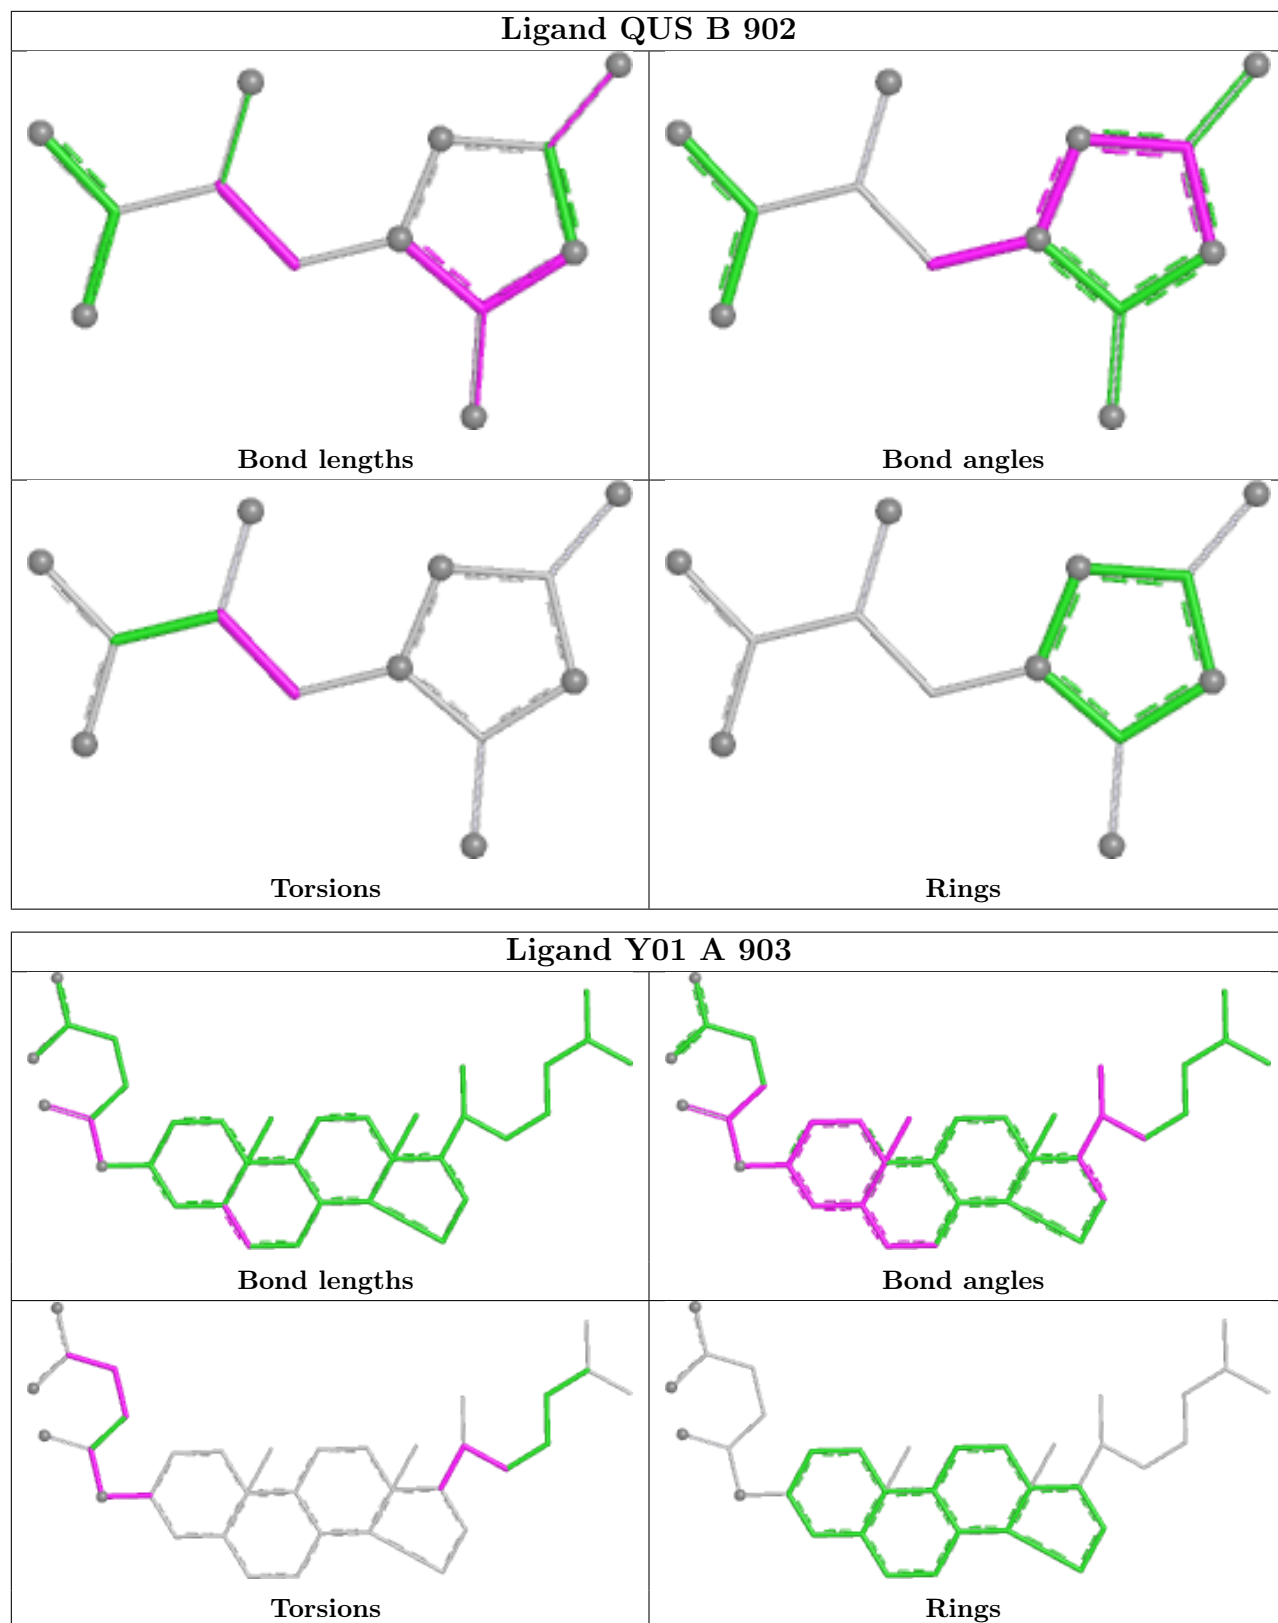 Ligand QUS B 902
Bond lengths
Bond angles
Torsions
Rings
Ligand Y01 A 903
Bond lengths
Bond angles
Torsions
Rings